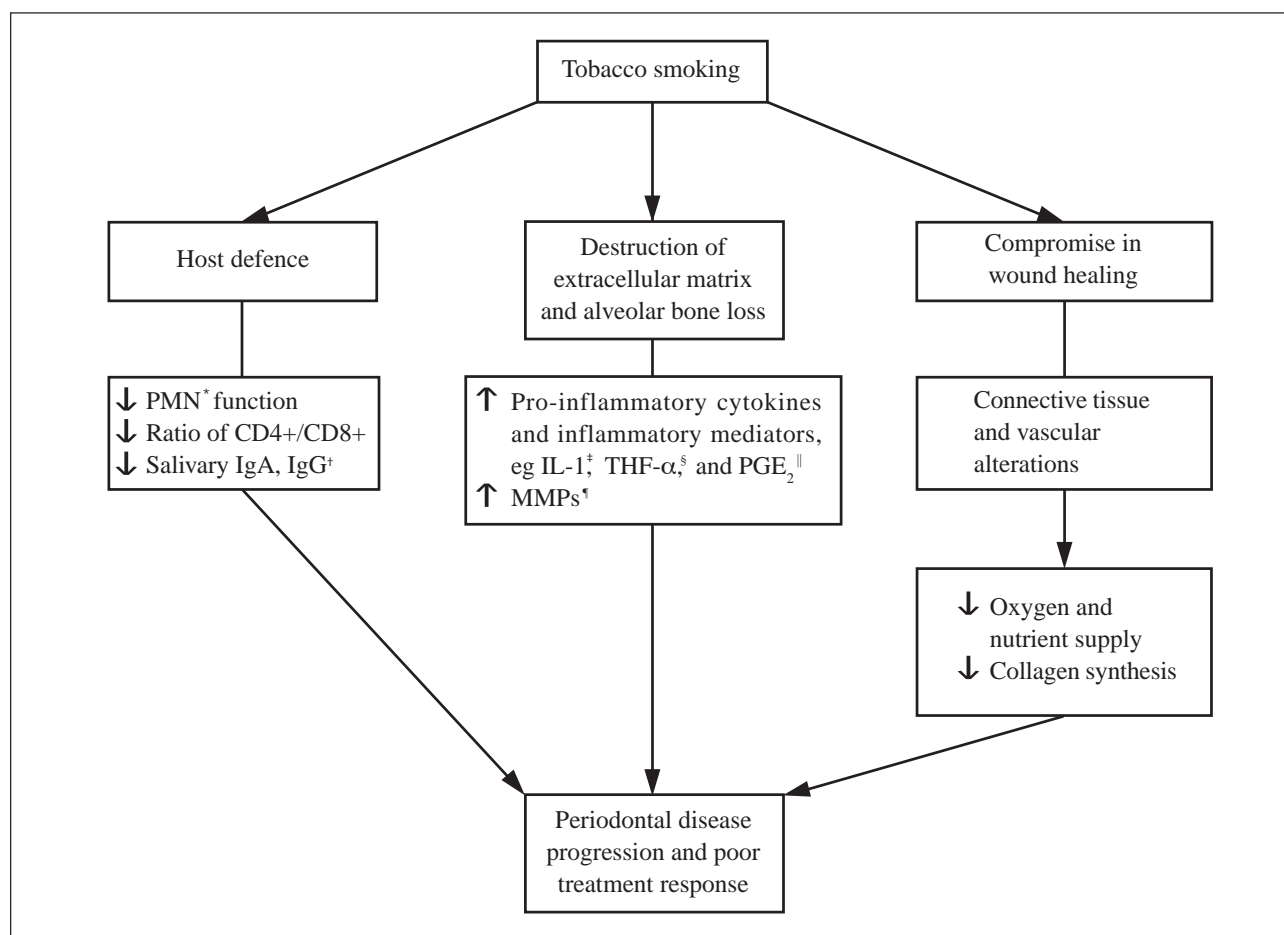 Tobacco smoking
Host defence
Destruction of
extracellular matrix
and alveolar bone loss
Compromise in
wound healing
↓ PMN* function
↓ Ratio of CD4+/CD8+
↓ Salivary IgA, IgG†
↑ Pro-inflammatory cytokines
and inflammatory mediators,
eg IL-1,‡ THF-α,§ and PGE₂||
↑ MMPs¶
Connective tissue
and vascular
alterations
↓ Oxygen and
nutrient supply
↓ Collagen synthesis
Periodontal disease
progression and poor
treatment response